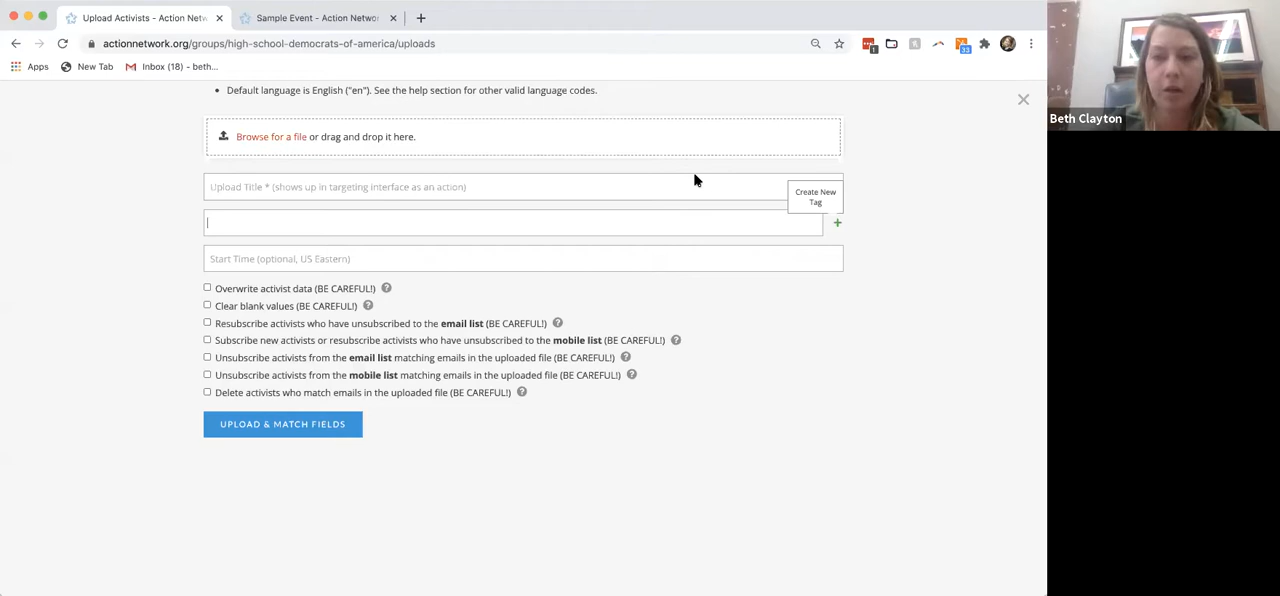 Upload Activists - Action Netw
Sample Event - Action Networ
actionnetwork.org/groups/high-school-democrats-of-america/uploads
1
33
Apps
New Tab
Inbox (18) - beth...
Default language is English ("en"). See the help section for other valid language codes.
Browse for a file or drag and drop it here.
Upload Title * (shows up in targeting interface as an action)
Create New
Tag
Start Time (optional, US Eastern)
Overwrite activist data (BE CAREFUL!) ?
Clear blank values (BE CAREFUL!) ?
Resubscribe activists who have unsubscribed to the email list (BE CAREFUL!) ?
Subscribe new activists or resubscribe activists who have unsubscribed to the mobile list (BE CAREFUL!) ?
Unsubscribe activists from the email list matching emails in the uploaded file (BE CAREFUL!) ?
Unsubscribe activists from the mobile list matching emails in the uploaded file (BE CAREFUL!) ?
Delete activists who match emails in the uploaded file (BE CAREFUL!) ?
UPLOAD & MATCH FIELDS
Beth Clayton